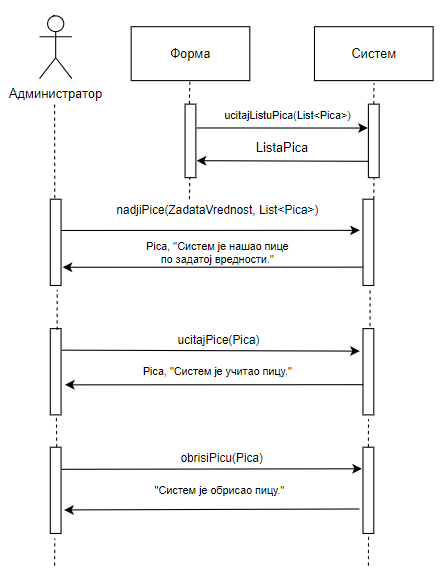 Форма
Систем
Администратор
ucitajListuPica(List<Pica>)
ListaPica
nadjiPice(ZadataVrednost, List<Pica>)
Pica, "Систем је нашао пице
по задатој вредности."
ucitajPice(Pica)
Pica, "Систем је учитао пицу."
obrisiPicu(Pica)
"Систем је обрисао пицу."